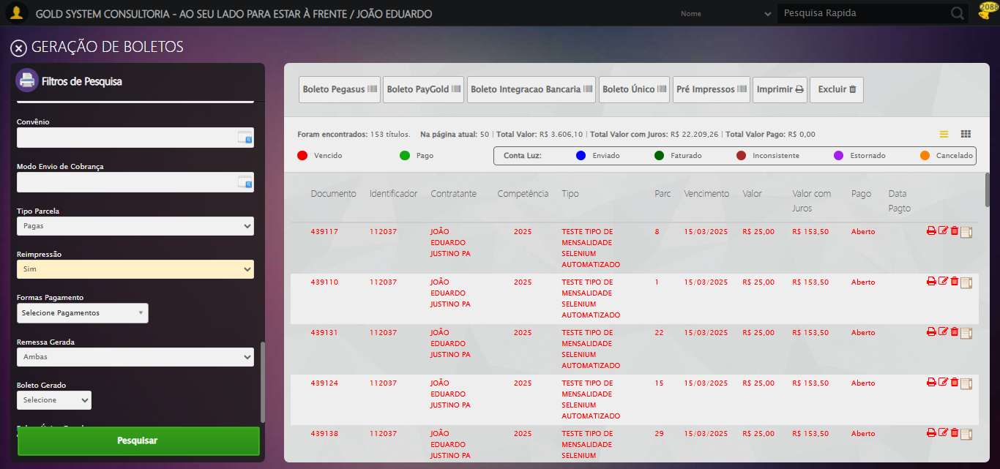 GOLD SYSTEM CONSULTORIA - AO SEU LADO PARA ESTAR À FRENTE / JOÃO EDUARDO
Nome
Pesquisa Rapida
2088
GERAÇÃO DE BOLETOS
Filtros de Pesquisa
Convênio
Modo Envio de Cobrança
Tipo Parcela
Pagas
Reimpressão
Sim
Formas Pagamento
Selecione Pagamentos
Remessa Gerada
Ambas
Boleto Gerado
Selecione
Pesquisar
Boleto Pegasus
Boleto PayGold
Boleto Integracao Bancaria
Boleto Único
Pré Impressos
Imprimir
Excluir
Foram encontrados: 153 títulos. Na página atual: 50 | Total Valor: R$ 3.606,10 | Total Valor com Juros: R$ 22.209,26 | Total Valor Pago: R$ 0,00
Vencido
Pago
Conta Luz:
Enviado
Faturado
Inconsistente
Estornado
Cancelado
Documento Identificador Contratante Competência Tipo Parc Vencimento Valor Valor com Pago Data
Juros Pagto
439117 112037 JOÃO 2025 TESTE TIPO DE 8 15/03/2025 R$ 25,00 R$ 153,50 Aberto
EDUARDO MENSALIDADE
JUSTINO PA SELENIUM
AUTOMATIZADO
439110 112037 JOÃO 2025 TESTE TIPO DE 1 15/03/2025 R$ 25,00 R$ 153,50 Aberto
EDUARDO MENSALIDADE
JUSTINO PA SELENIUM
AUTOMATIZADO
439131 112037 JOÃO 2025 TESTE TIPO DE 22 15/03/2025 R$ 25,00 R$ 153,50 Aberto
EDUARDO MENSALIDADE
JUSTINO PA SELENIUM
AUTOMATIZADO
439124 112037 JOÃO 2025 TESTE TIPO DE 15 15/03/2025 R$ 25,00 R$ 153,50 Aberto
EDUARDO MENSALIDADE
JUSTINO PA SELENIUM
AUTOMATIZADO
439138 112037 JOÃO 2025 TESTE TIPO DE 29 15/03/2025 R$ 25,00 R$ 153,50 Aberto
EDUARDO MENSALIDADE
JUSTINO PA SELENIUM